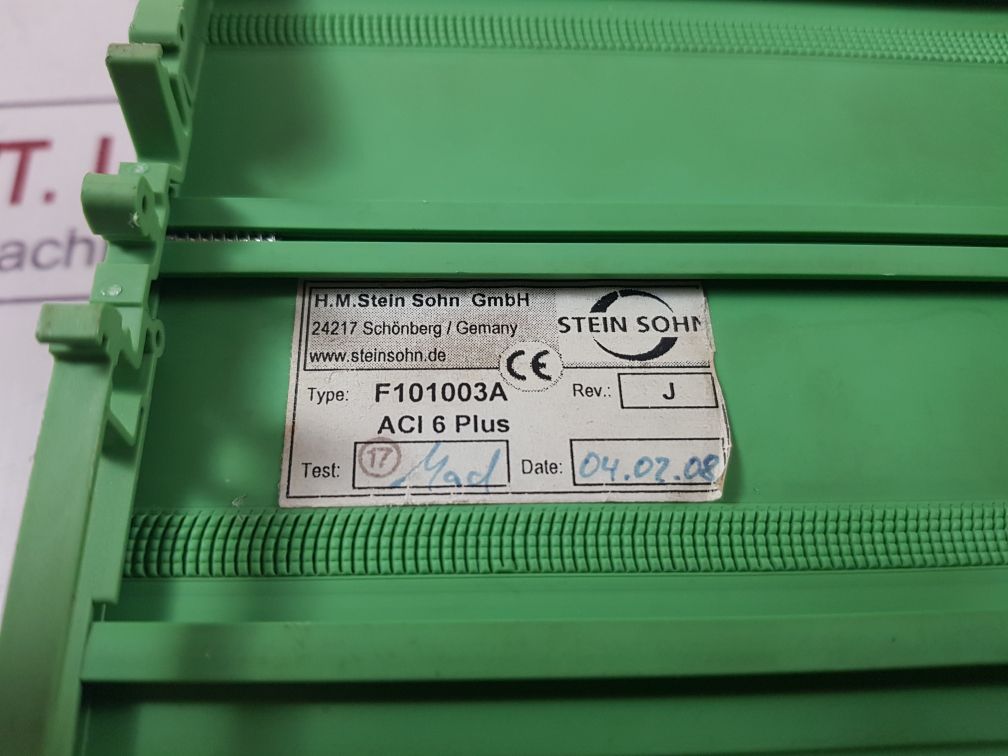 T.
achi
H.M.Stein Sohn GmbH
24217 Schönberg / Gemany
www.steinsohn.de
STEIN SOHN
CE
Type: F101003A
Rev.: J
ACI 6 Plus
Test: 17
Date: 04.02.08